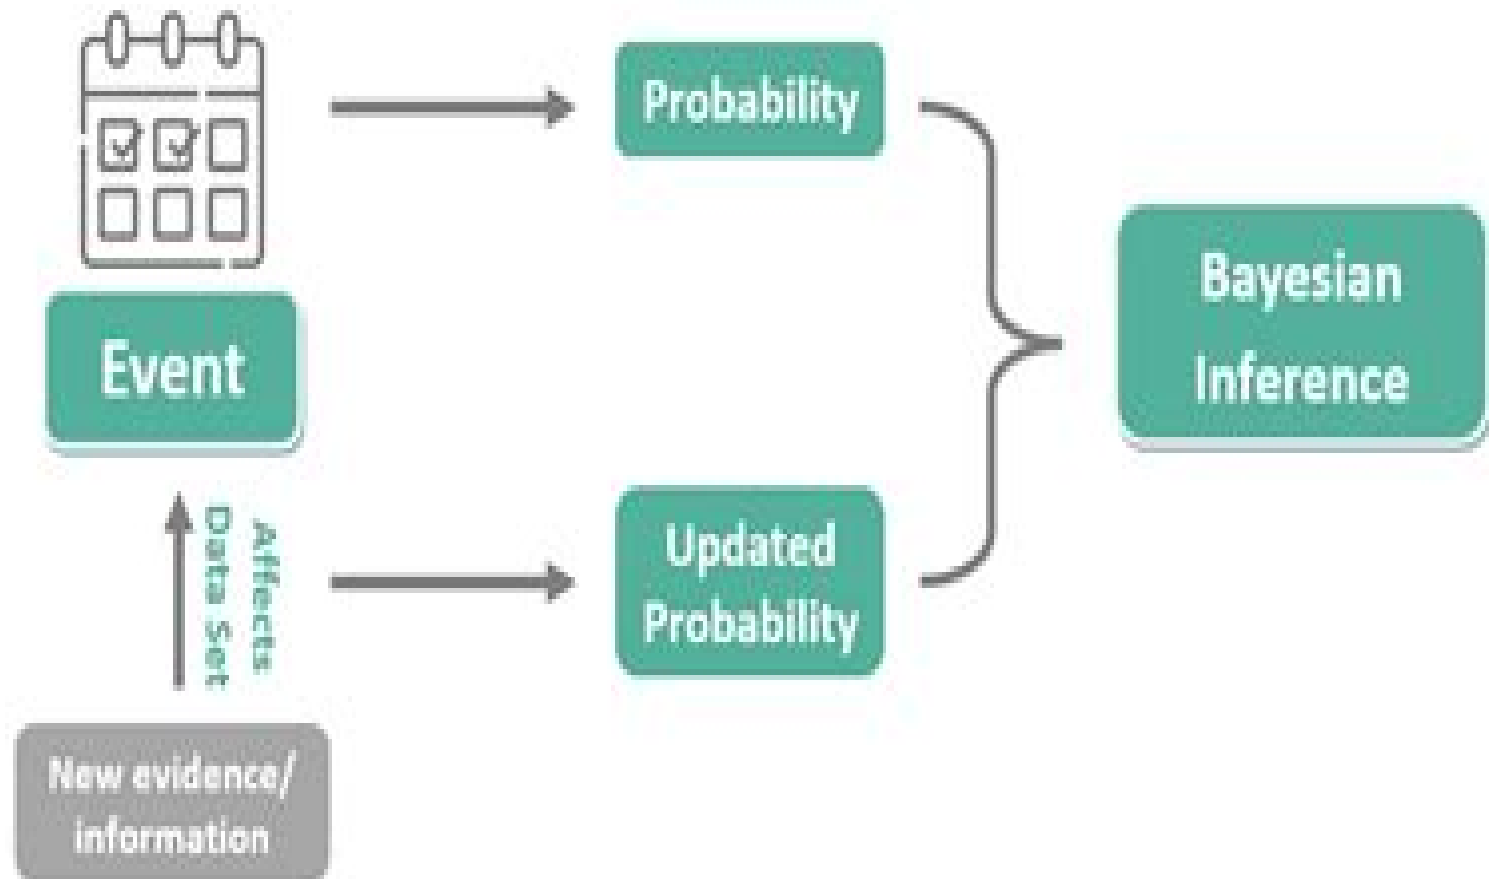 Probability
Event
Bayesian
Inference
Affects
Data Set
Updated
Probability
New evidence/
information